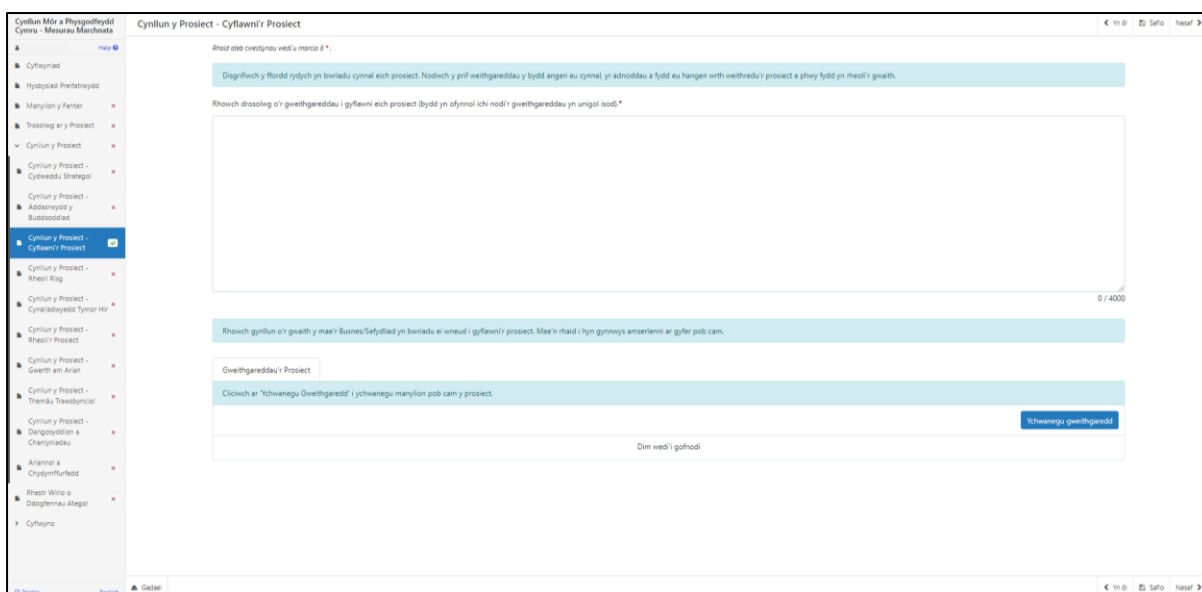 Cynllun Môr a Physgodfeydd
Cymru - Mesurau Marchnata
Help
Cyflwyniad
Hysbysiad Preifatrwydd
Manylion y Fenter
Trosolwg ar y Prosiect
Cynllun y Prosiect
Cynllun y Prosiect -
Cydweddu Strategol
Cynllun y Prosiect -
Addasrwydd y
Buddsoddiad
Cynllun y Prosiect -
Cyflawni'r Prosiect
Cynllun y Prosiect -
Rheoli Risg
Cynllun y Prosiect -
Cynaliadwyedd Tymor Hir
Cynllun y Prosiect -
Rheoli'r Prosiect
Cynllun y Prosiect -
Gwerth am Arian
Cynllun y Prosiect -
Themâu Trawsbynciol
Cynllun y Prosiect -
Dangosyddion a
Chanlyniadau
Ariannol a
Chydymffurfedd
Rhestr Wirio o
Ddogfennau Ategol
Cyflwyno
English
Cynllun y Prosiect - Cyflawni'r Prosiect
Yn ôl Safio Nesaf
Rhaid ateb cwestiynau wedi'u marcio â *.
Disgrifiwch y ffordd rydych yn bwriadu cynnal eich prosiect. Nodwch y prif weithgareddau y bydd angen eu cynnal, yr adnoddau a fydd eu hangen wrth weithredu'r prosiect a phwy fydd yn rheoli'r gwaith.
Rhowch drosolwg o'r gweithgareddau i gyflawni eich prosiect (bydd yn ofynnol ichi nodi'r gweithgareddau yn unigol isod).*
0 / 4000
Rhowch gynllun o'r gwaith y mae'r Busnes/Sefydliad yn bwriadu ei wneud i gyflawni'r prosiect. Mae'n rhaid i hyn gynnwys amserlenni ar gyfer pob cam.
Gweithgareddau'r Prosiect
Cliciwch ar 'Ychwanegu Gweithgaredd' i ychwanegu manylion pob cam y prosiect.
Ychwanegu gweithgaredd
Dim wedi'i gofnodi
Gadael
Yn ôl Safio Nesaf